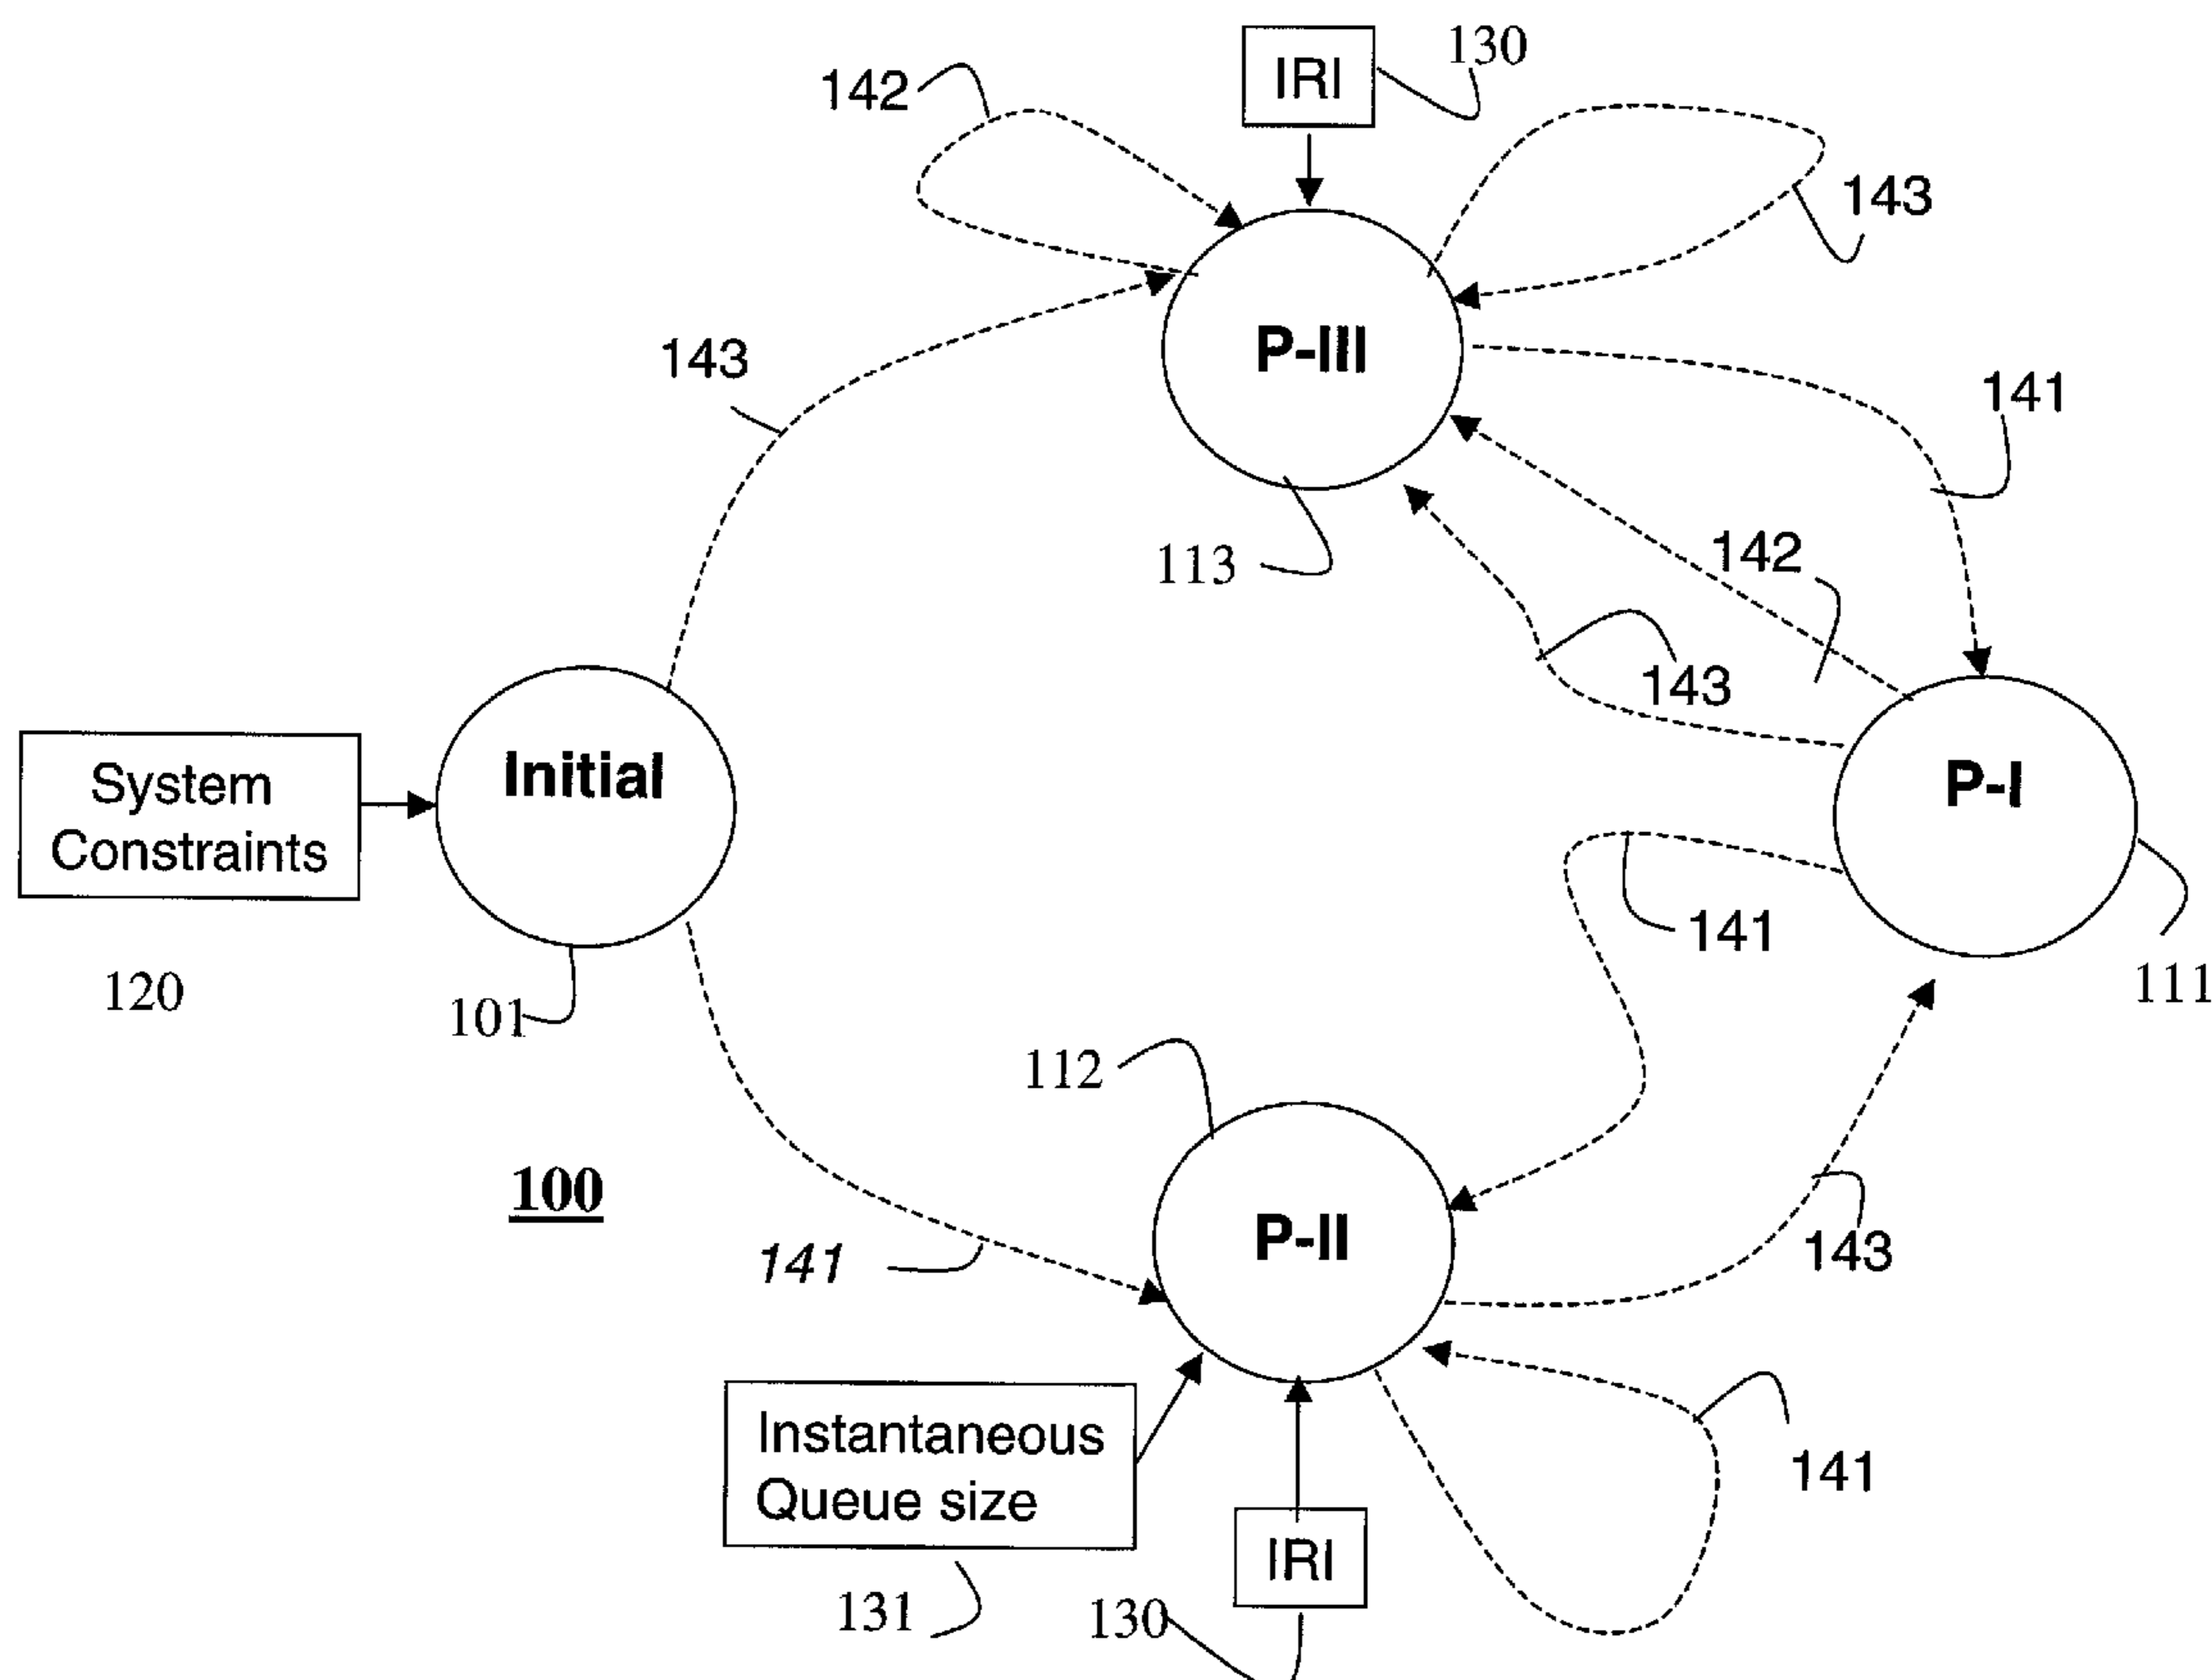 IRI
130
142
143
143
P-III
141
142
113
143
Initial
P-I
System
Constraints
141
120
101
111
112
100
P-II
143
141
Instantaneous
Queue size
141
IRI
131
130